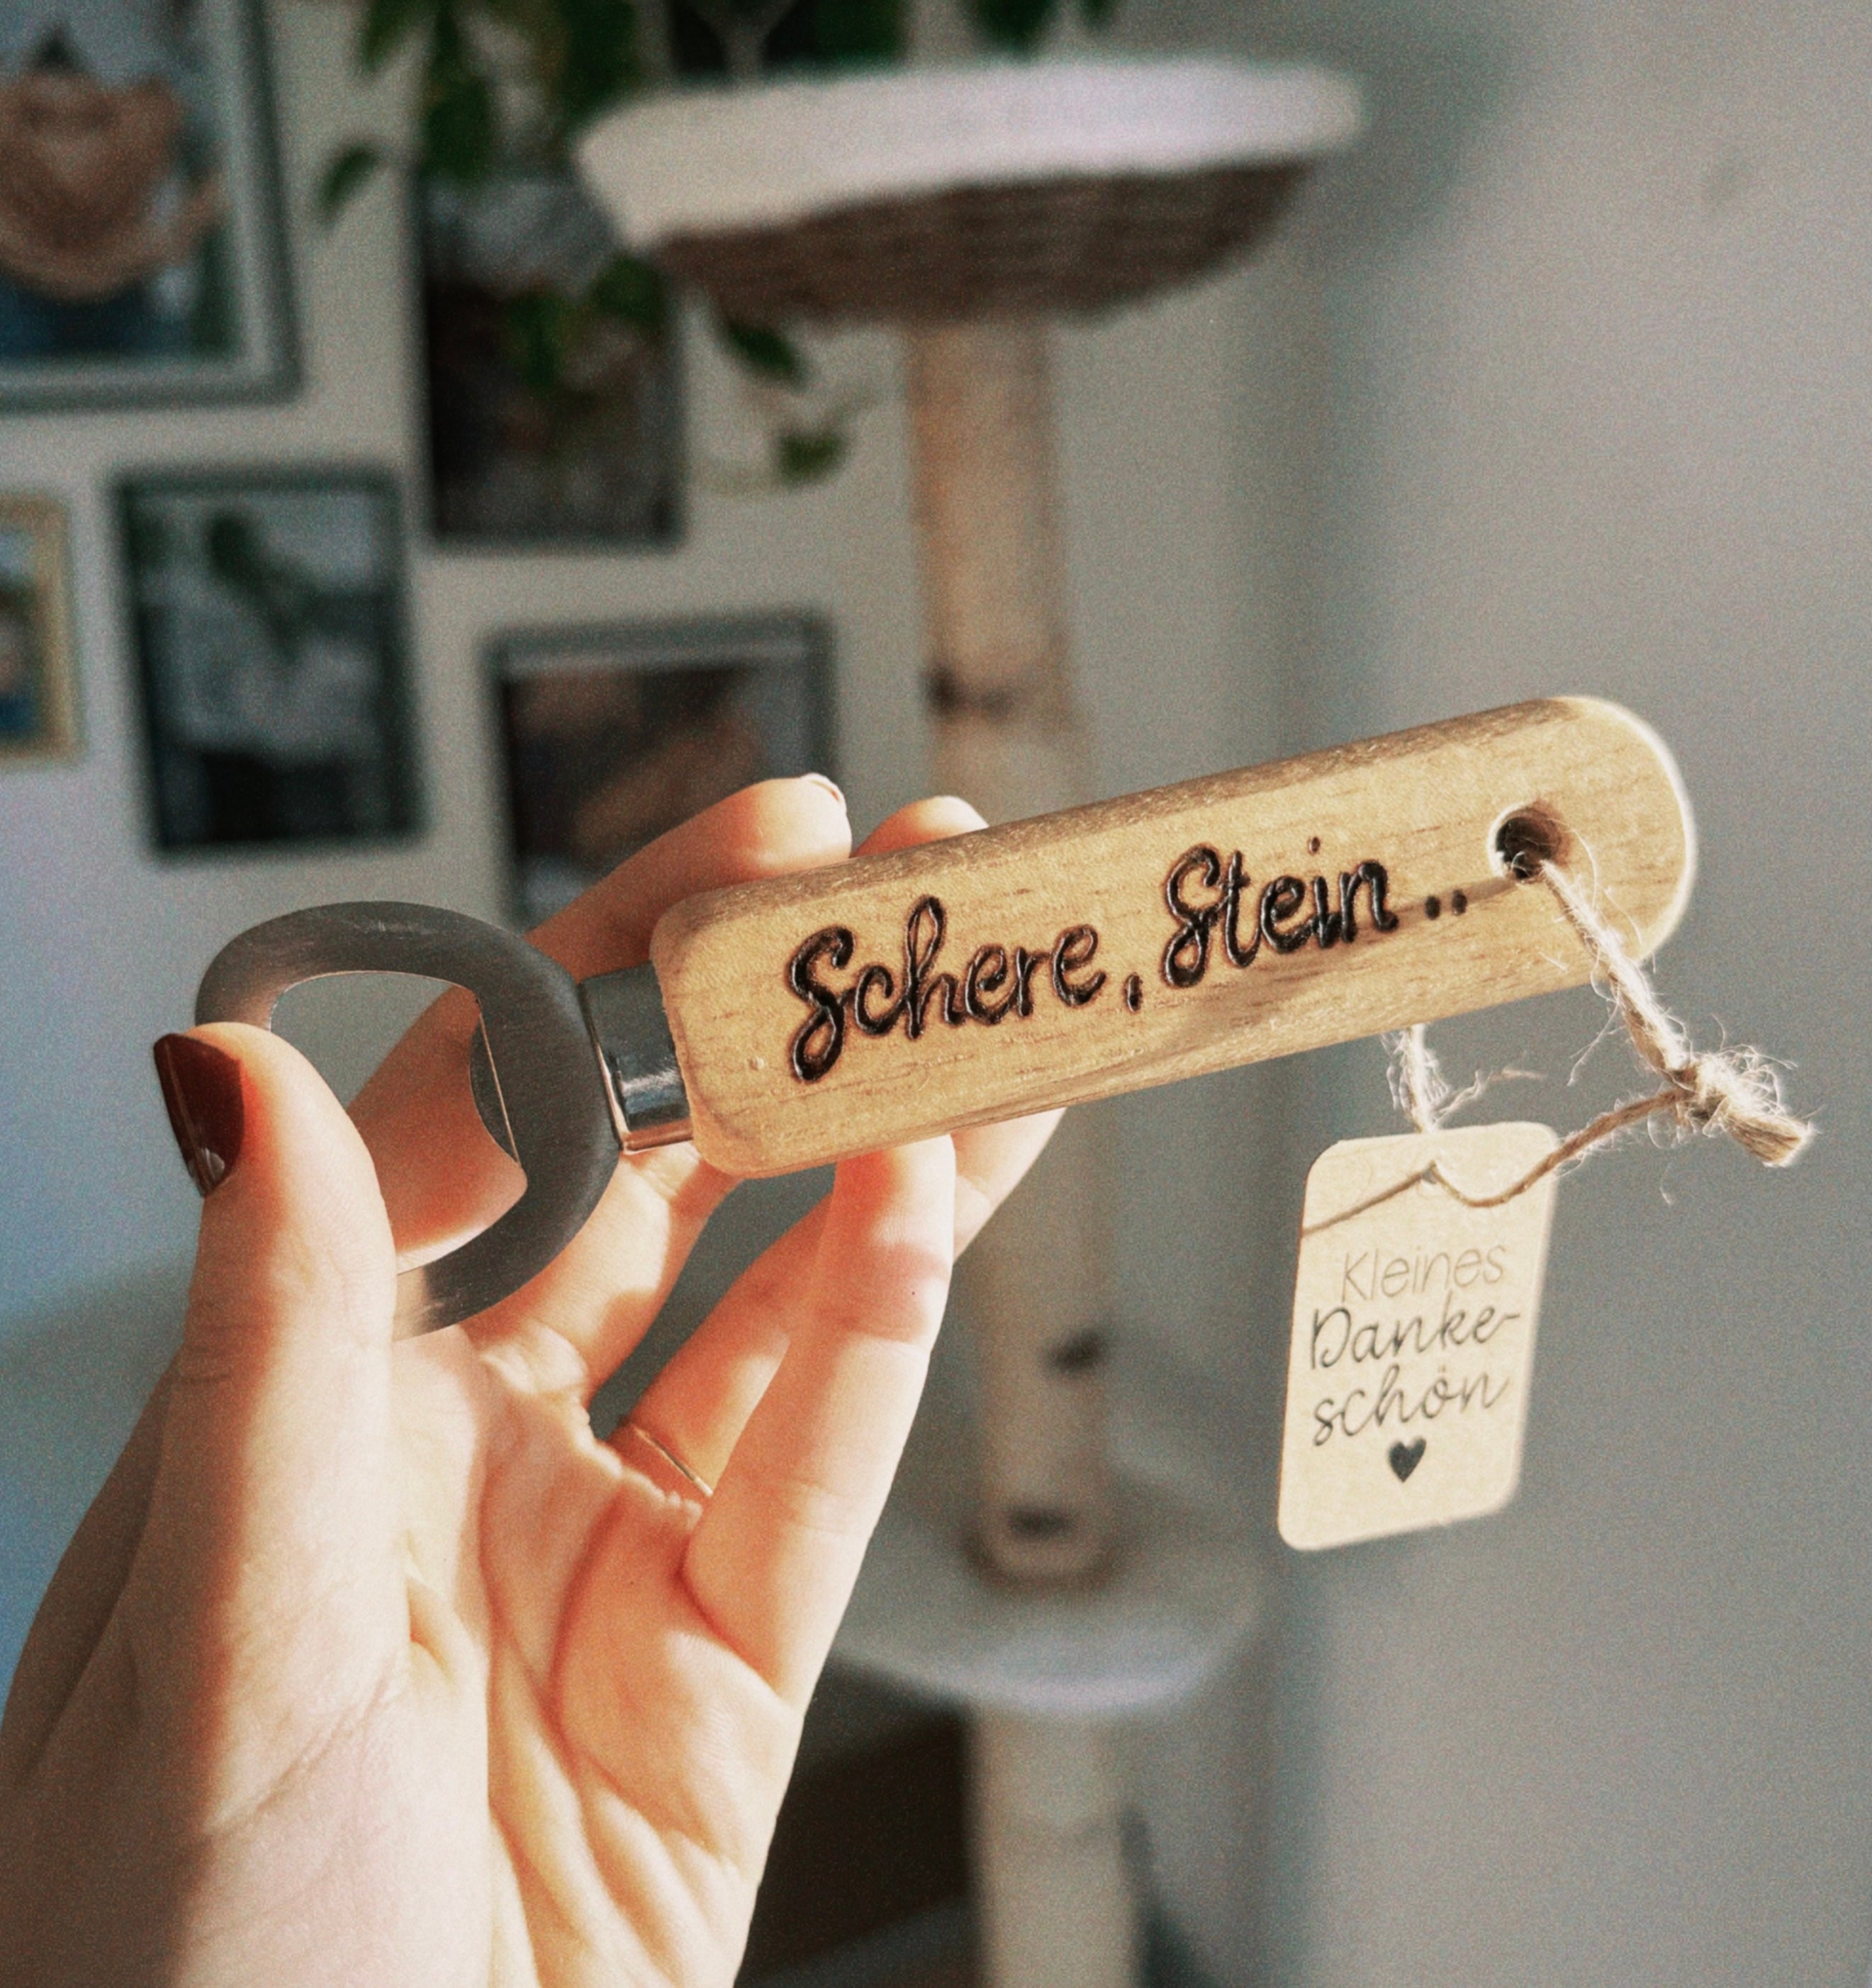 Schere, Stein..
Kleines
Danke-
schön